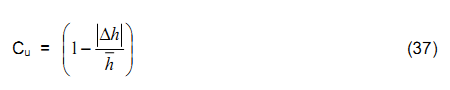 Cᵤ = (1 − |Δh| / h̄) (37)